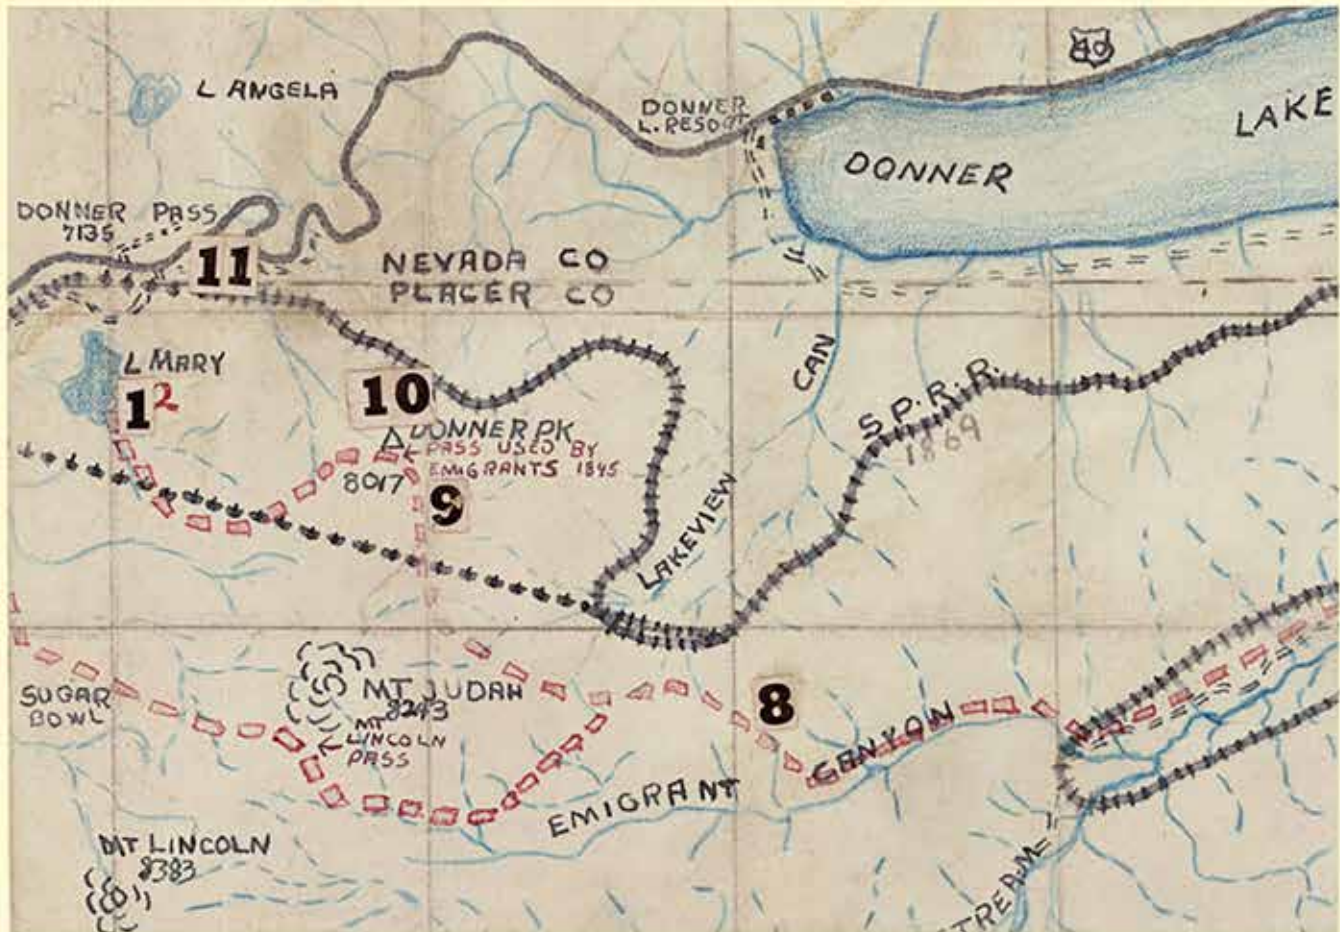 40
L ANGELA
DONNER
L. RESORT
LAKE
DONNER
DONNER PASS
7135
11
NEVADA CO
PLACER CO
L MARY
12
10
CAN
S.P.R.R.
1869
DONNER PK
PASS USED BY
EMIGRANTS 1845
8017
9
LAKEVIEW
SUGAR
BOWL
MT JUDAH
8243
MT
LINCOLN
PASS
8
CANYON
EMIGRANT
MT LINCOLN
8383
STREAM